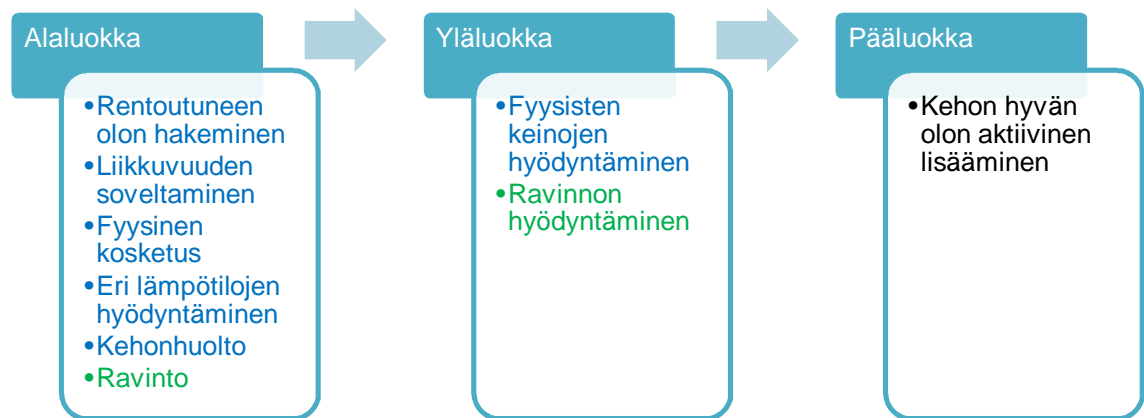 Alaluokka
•Rentoutuneen
olon hakeminen
•Liikkuvuuden
soveltaminen
•Fyysinen
kosketus
•Eri lämpötilojen
hyödyntäminen
•Kehonhuolto
•Ravinto
Yläluokka
•Fyysisten
keinojen
hyödyntäminen
•Ravinnon
hyödyntäminen
Pääluokka
•Kehon hyvän
olon aktiivinen
lisääminen